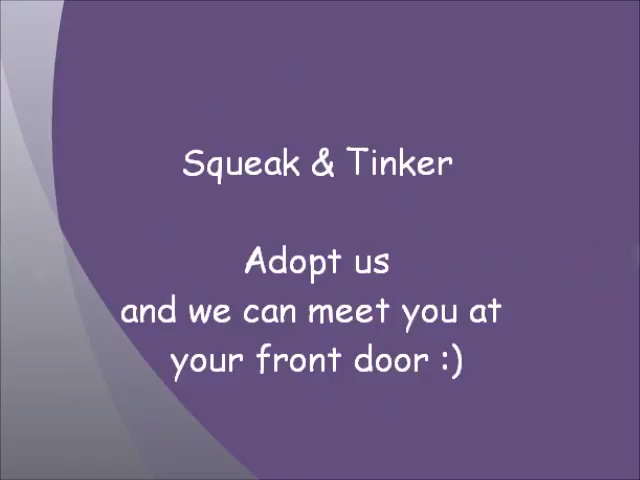 Squeak & Tinker
Adopt us
and we can meet you at
your front door :)